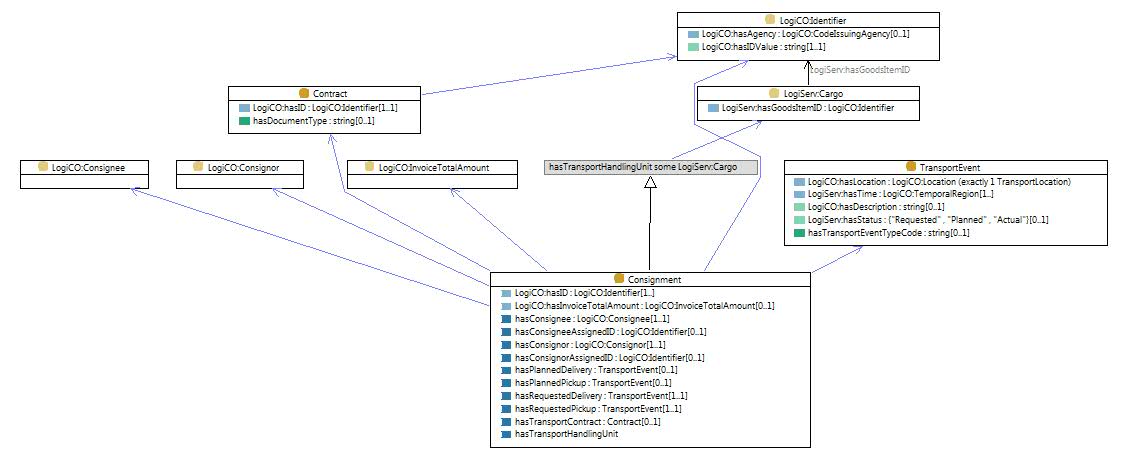 LogiCO:Identifier
LogiCO:hasAgency : LogiCO:CodeIssuingAgency[0..1]
LogiCO:hasIDValue : string[1..1]
LogiServ:hasGoodsItemID
Contract
LogiCO:hasID : LogiCO:Identifier[1..1]
hasDocumentType : string[0..1]
LogiServ:Cargo
LogiServ:hasGoodsItemID : LogiCO:Identifier
LogiCO:Consignee
LogiCO:Consignor
LogiCO:InvoiceTotalAmount
hasTransportHandlingUnit some LogiServ:Cargo
TransportEvent
LogiCO:hasLocation : LogiCO:Location (exactly 1 TransportLocation)
LogiServ:hasTime : LogiCO:TemporalRegion[1..]
LogiCO:hasDescription : string[0..1]
LogiServ:hasStatus : {"Requested" , "Planned" , "Actual"}[0..1]
hasTransportEventTypeCode : string[0..1]
Consignment
LogiCO:hasID : LogiCO:Identifier[1..]
LogiCO:hasInvoiceTotalAmount : LogiCO:InvoiceTotalAmount[0..1]
hasConsignee : LogiCO:Consignee[1..1]
hasConsigneeAssignedID : LogiCO:Identifier[0..1]
hasConsignor : LogiCO:Consignor[1..1]
hasConsignorAssignedID : LogiCO:Identifier[0..1]
hasPlannedDelivery : TransportEvent[0..1]
hasPlannedPickup : TransportEvent[0..1]
hasRequestedDelivery : TransportEvent[1..1]
hasRequestedPickup : TransportEvent[1..1]
hasTransportContract : Contract[0..1]
hasTransportHandlingUnit